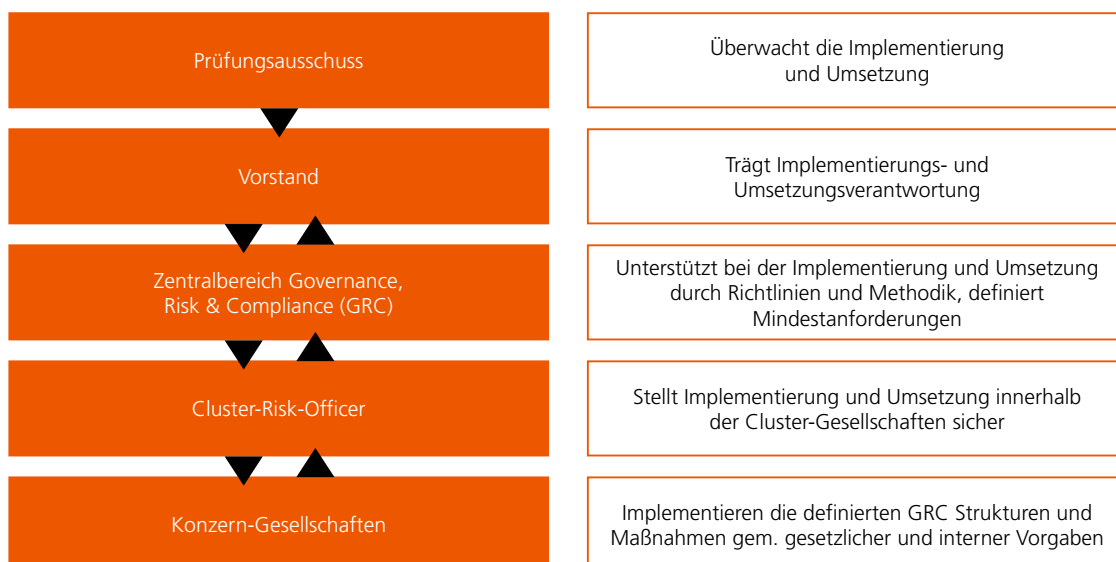 Prüfungsausschuss
Überwacht die Implementierung
und Umsetzung
Vorstand
Trägt Implementierungs- und
Umsetzungsverantwortung
Zentralbereich Governance,
Risk & Compliance (GRC)
Unterstützt bei der Implementierung und Umsetzung
durch Richtlinien und Methodik, definiert
Mindestanforderungen
Cluster-Risk-Officer
Stellt Implementierung und Umsetzung innerhalb
der Cluster-Gesellschaften sicher
Konzern-Gesellschaften
Implementieren die definierten GRC Strukturen und
Maßnahmen gem. gesetzlicher und interner Vorgaben